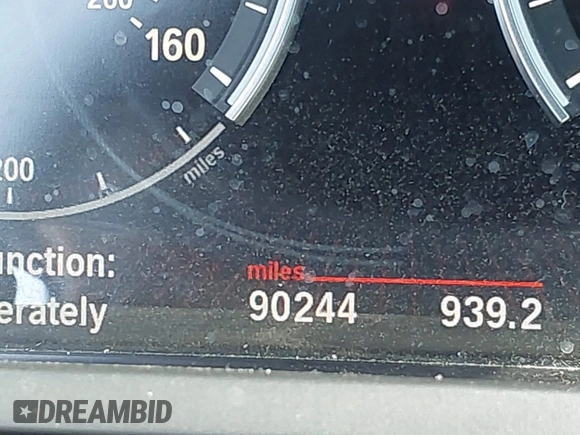 160
miles
200
unction:
miles
erately
90244 939.2
DREAMBID